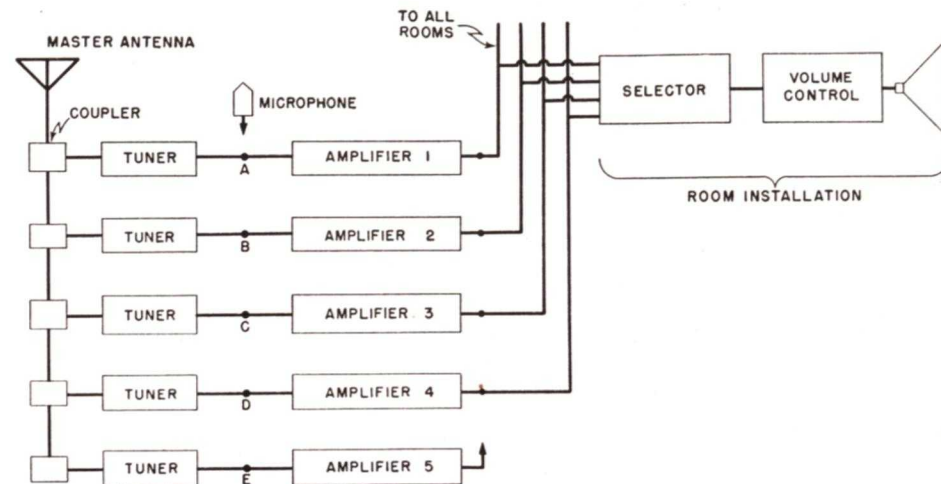 TO ALL
ROOMS
MASTER ANTENNA
COUPLER
MICROPHONE
SELECTOR
VOLUME
CONTROL
TUNER
A
AMPLIFIER 1
ROOM INSTALLATION
TUNER
B
AMPLIFIER 2
TUNER
C
AMPLIFIER 3
TUNER
D
AMPLIFIER 4
TUNER
E
AMPLIFIER 5